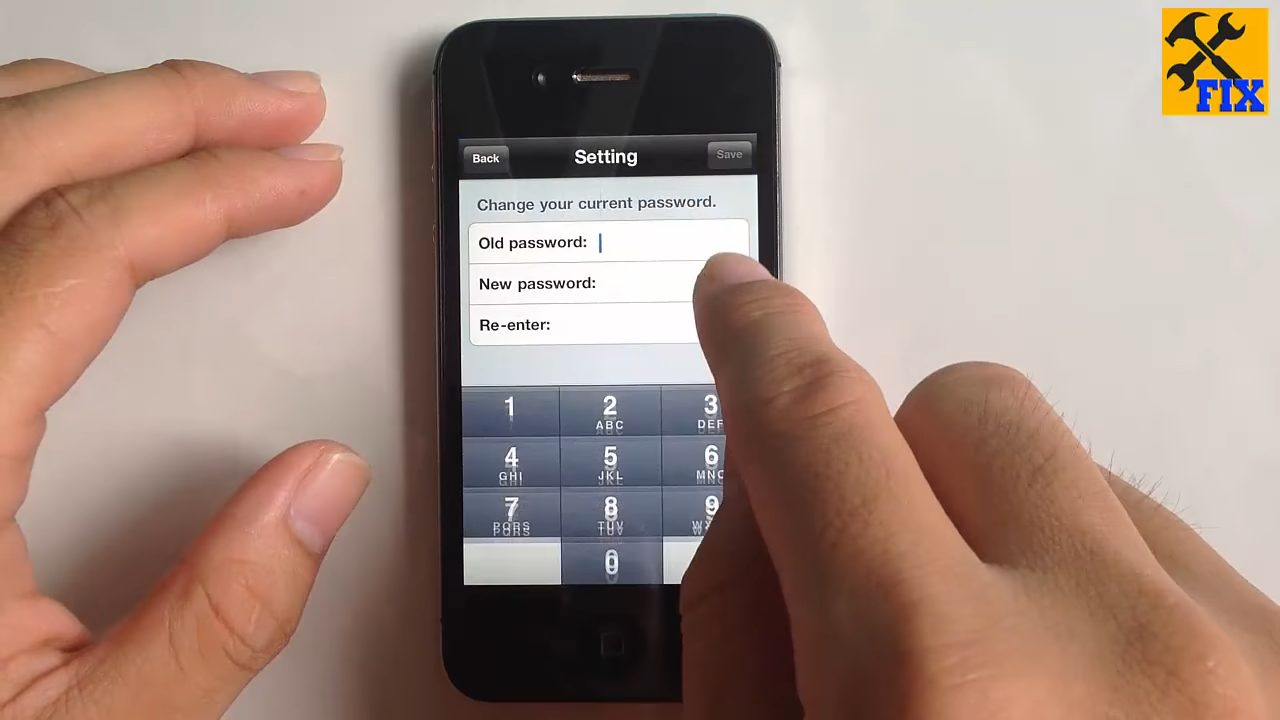 FIX
Back
Setting
Save
Change your current password.
Old password:
New password:
Re-enter:
1
2
ABC
3
DEF
4
GHI
5
JKL
6
MNO
7
PQRS
8
TUV
9
0